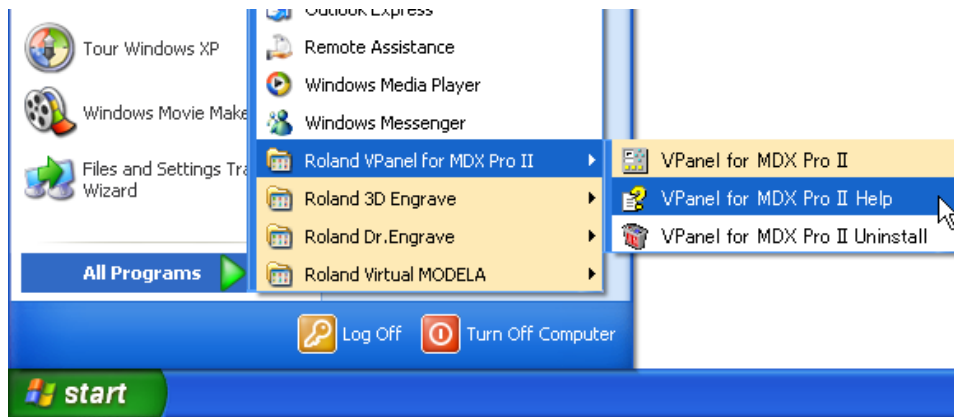 Outlook Express
Tour Windows XP
Remote Assistance
Windows Media Player
Windows Movie Make
Windows Messenger
Files and Settings Tra
Wizard
Roland VPanel for MDX Pro II
VPanel for MDX Pro II
Roland 3D Engrave
VPanel for MDX Pro II Help
Roland Dr.Engrave
VPanel for MDX Pro II Uninstall
All Programs
Roland Virtual MODELA
Log Off
Turn Off Computer
start